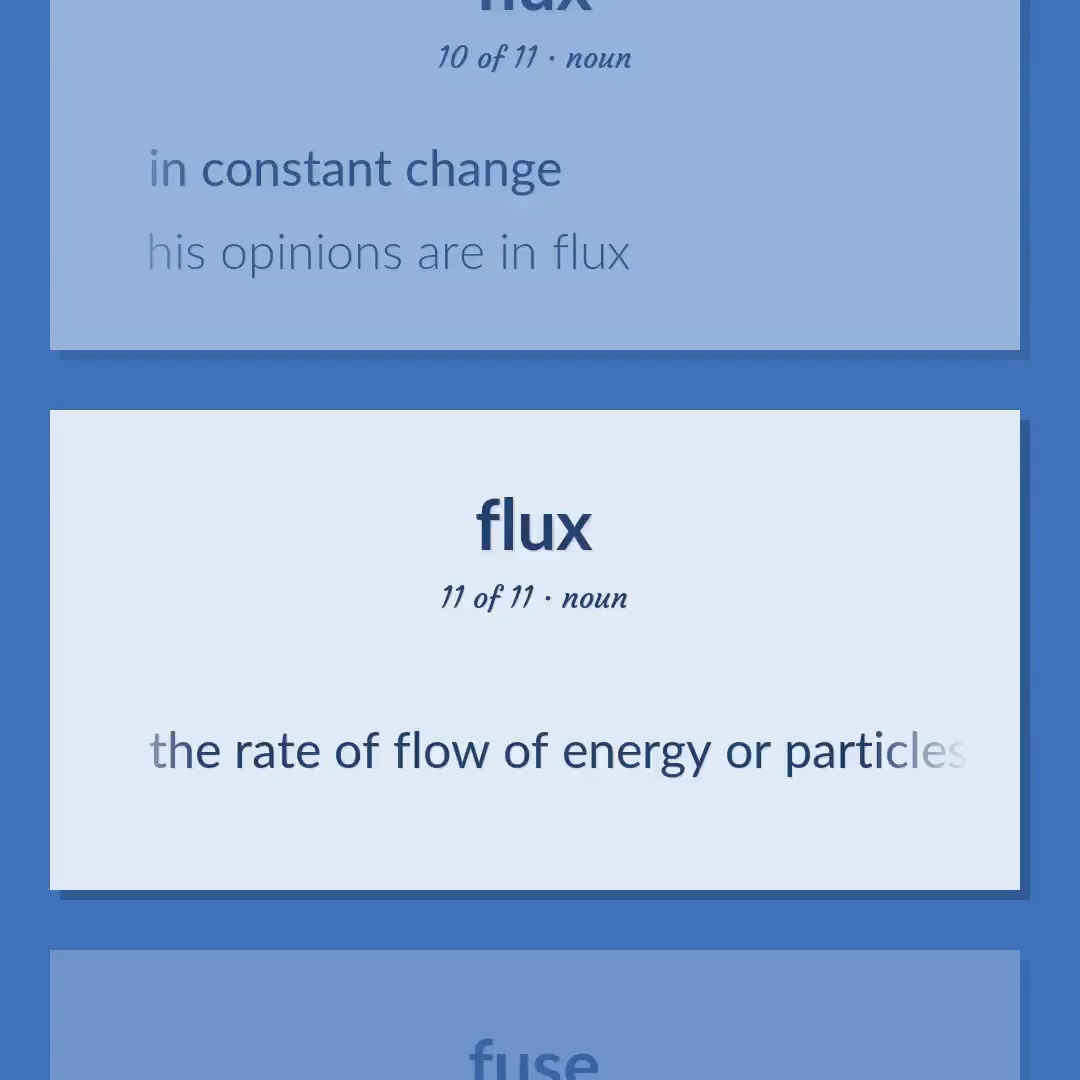 flux
10 of 11 · noun
in constant change
his opinions are in flux
flux
11 of 11 · noun
the rate of flow of energy or particles
fuse